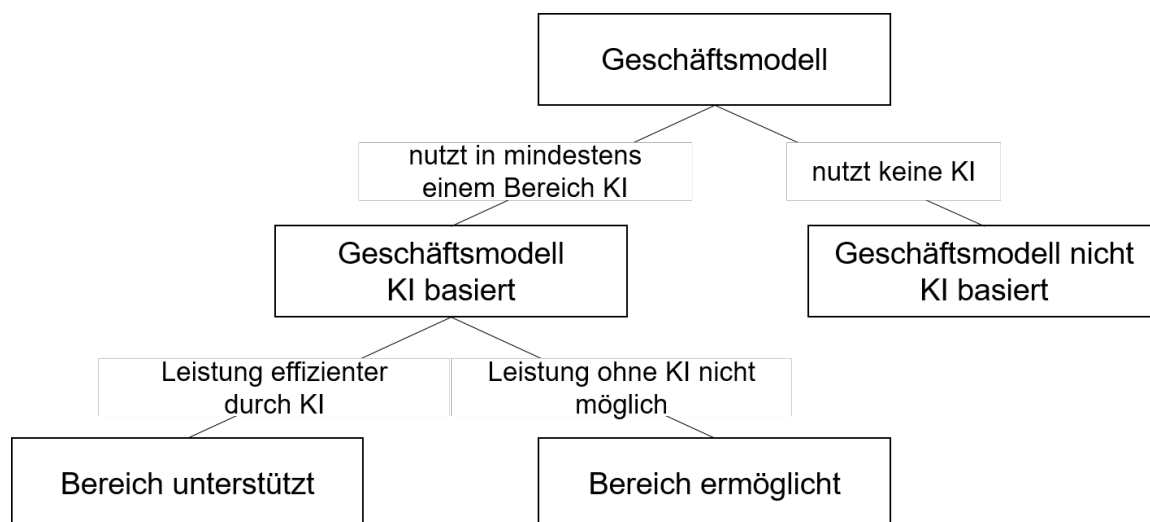 Geschäftsmodell
nutzt in mindestens
einem Bereich KI
nutzt keine KI
Geschäftsmodell
KI basiert
Geschäftsmodell nicht
KI basiert
Leistung effizienter
durch KI
Leistung ohne KI nicht
möglich
Bereich unterstützt
Bereich ermöglicht